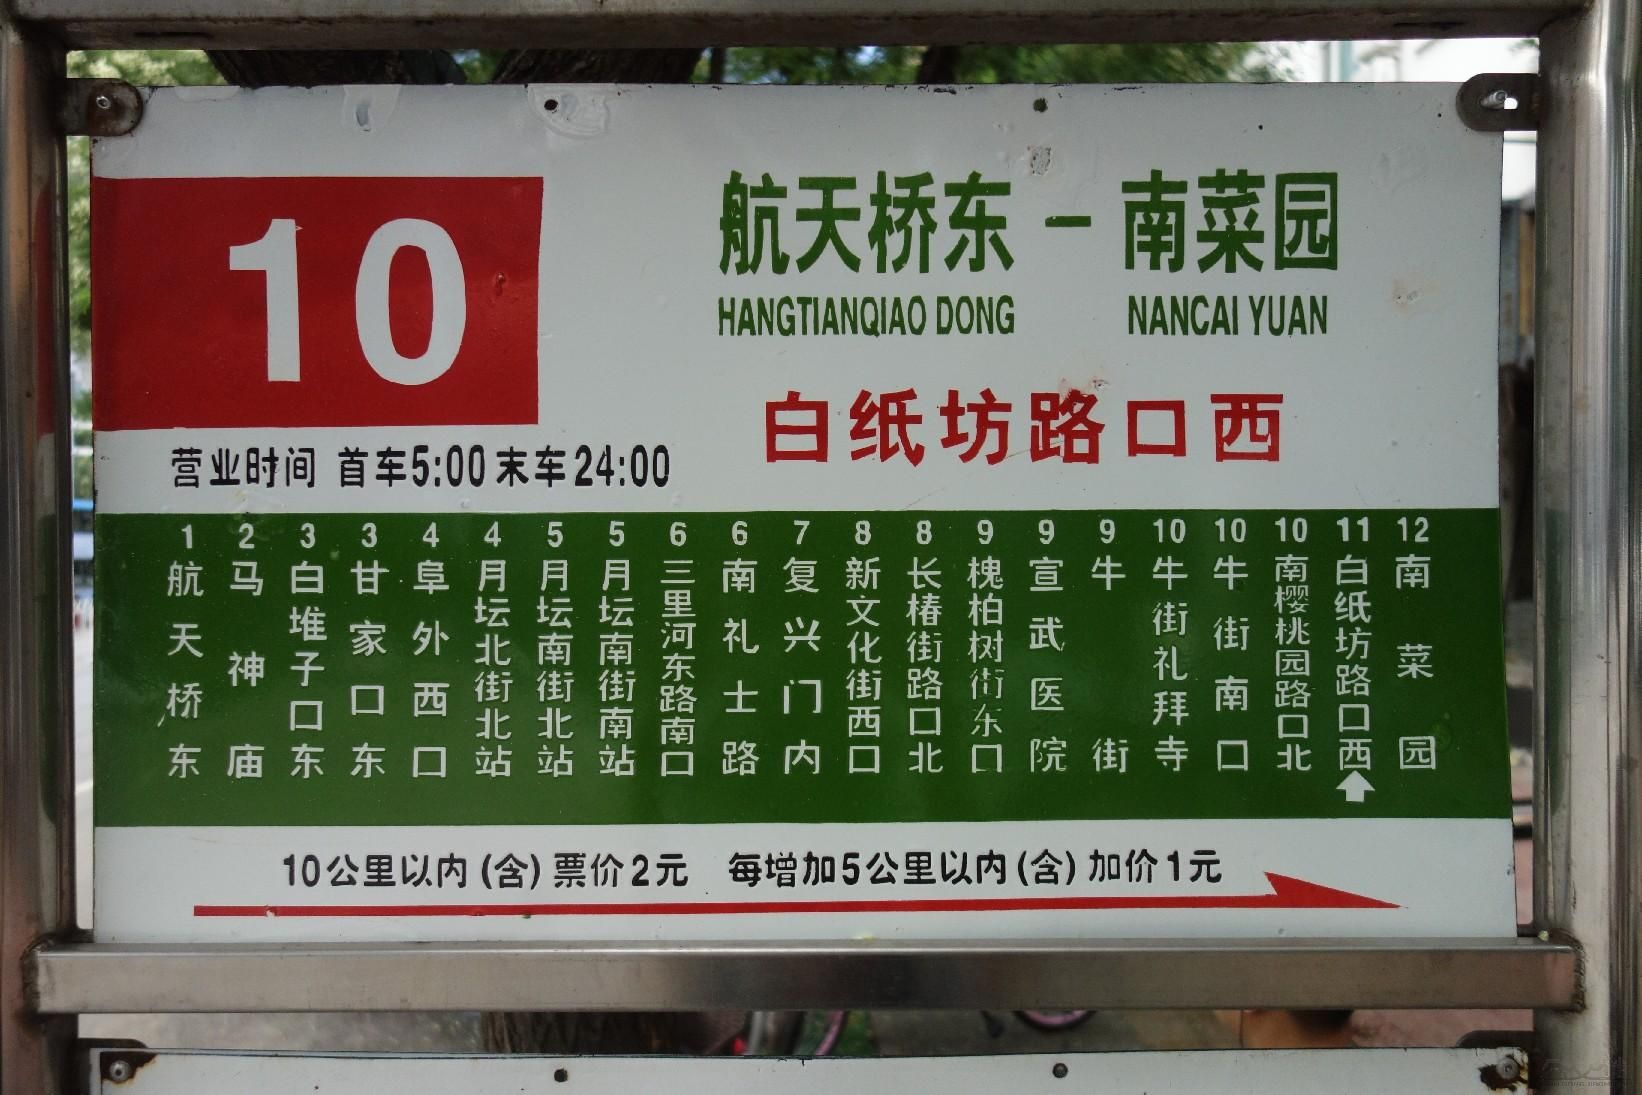 10
航天桥东－南菜园
HANGTIANQIAO DONG NANCAI YUAN
白纸坊路口西
营业时间 首车5:00 末车24:00
1 航天桥东
2 马神庙
3 白堆子口东
3 甘家口东
4 阜外西口
4 月坛北街北站
5 月坛南街北站
5 月坛南街南站
6 三里河东路南口
6 南礼士路
7 复兴门内
8 新文化街西口
8 长椿街路口北
9 槐柏树街东口
9 宣武医院
9 牛街
10 牛街礼拜寺
10 牛街南口
10 南樱桃园路口北
11 白纸坊路口西
12 南菜园
10公里以内(含)票价2元 每增加5公里以内(含)加价1元